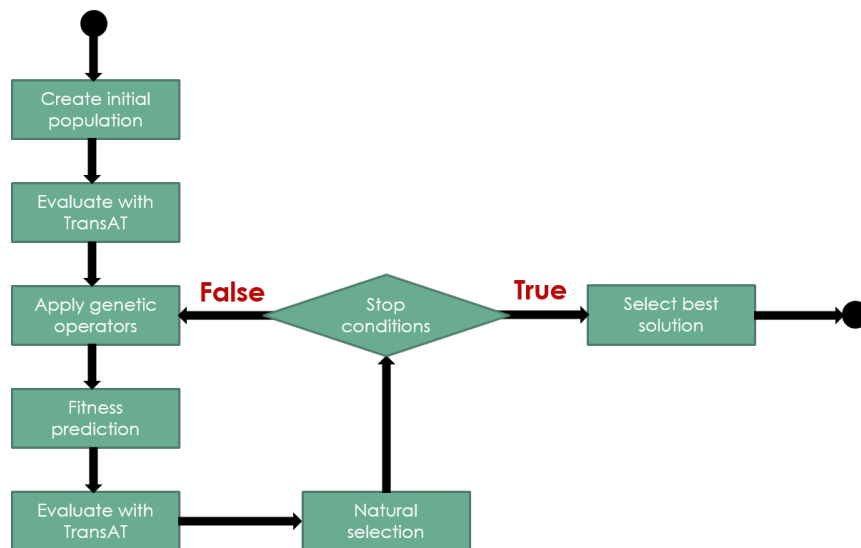 Create initial
population
Evaluate with
TransAT
Apply genetic
operators
False
Stop
conditions
True
Select best
solution
Fitness
prediction
Evaluate with
TransAT
Natural
selection